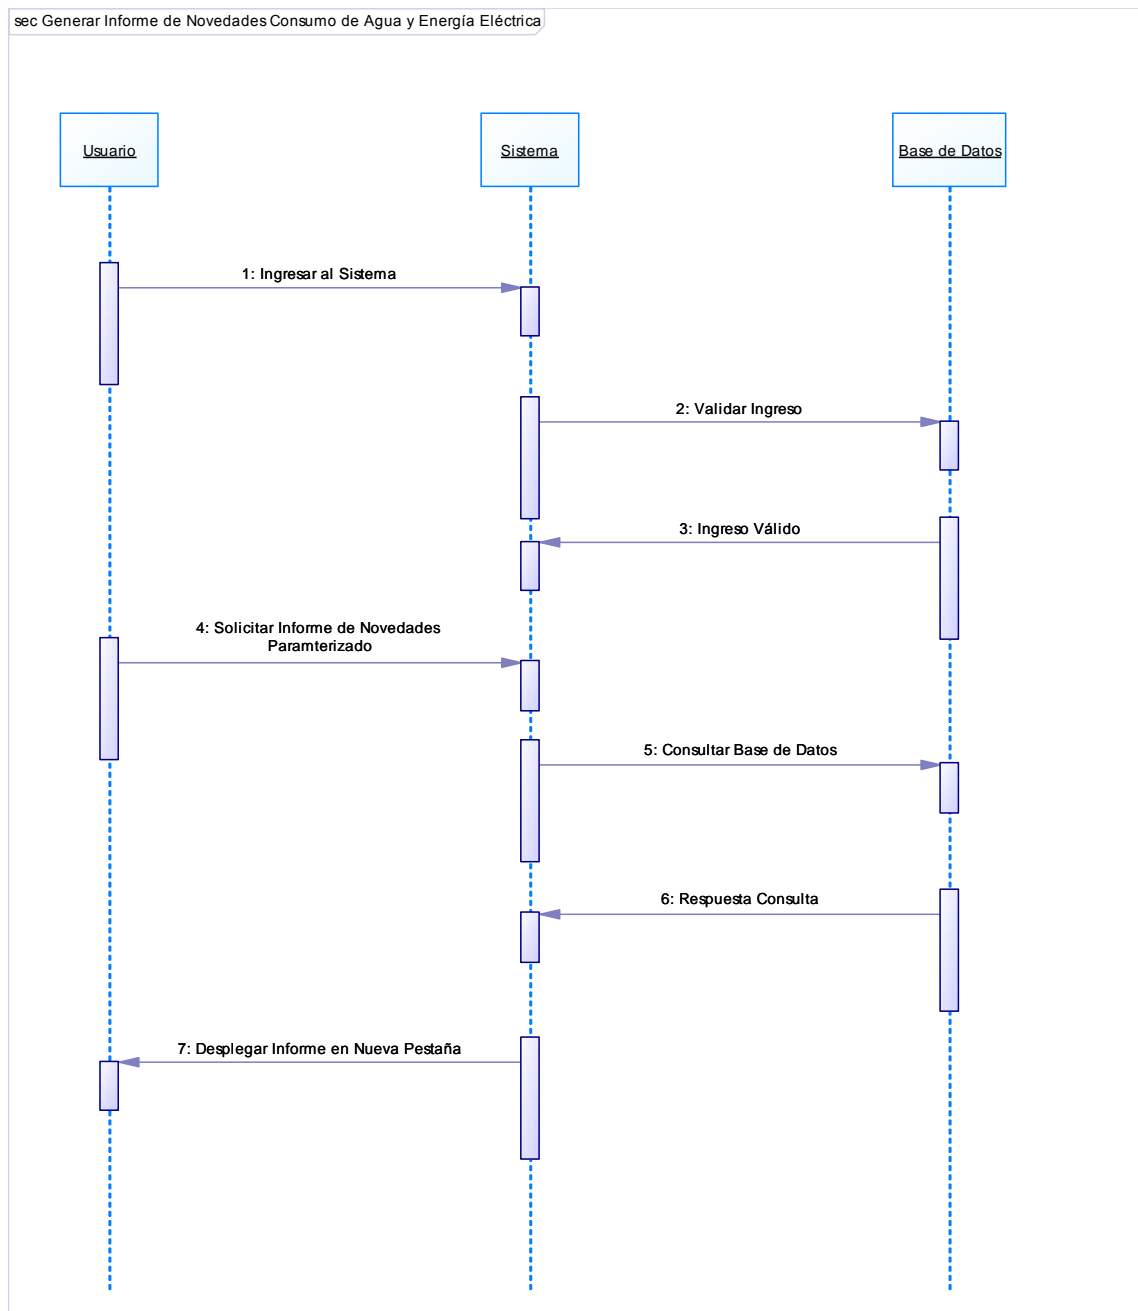 sec Generar Informe de Novedades Consumo de Agua y Energía Eléctrica
Usuario
Sistema
Base de Datos
1: Ingresar al Sistema
2: Validar Ingreso
3: Ingreso Válido
4: Solicitar Informe de Novedades
Paramterizado
5: Consultar Base de Datos
6: Respuesta Consulta
7: Desplegar Informe en Nueva Pestaña